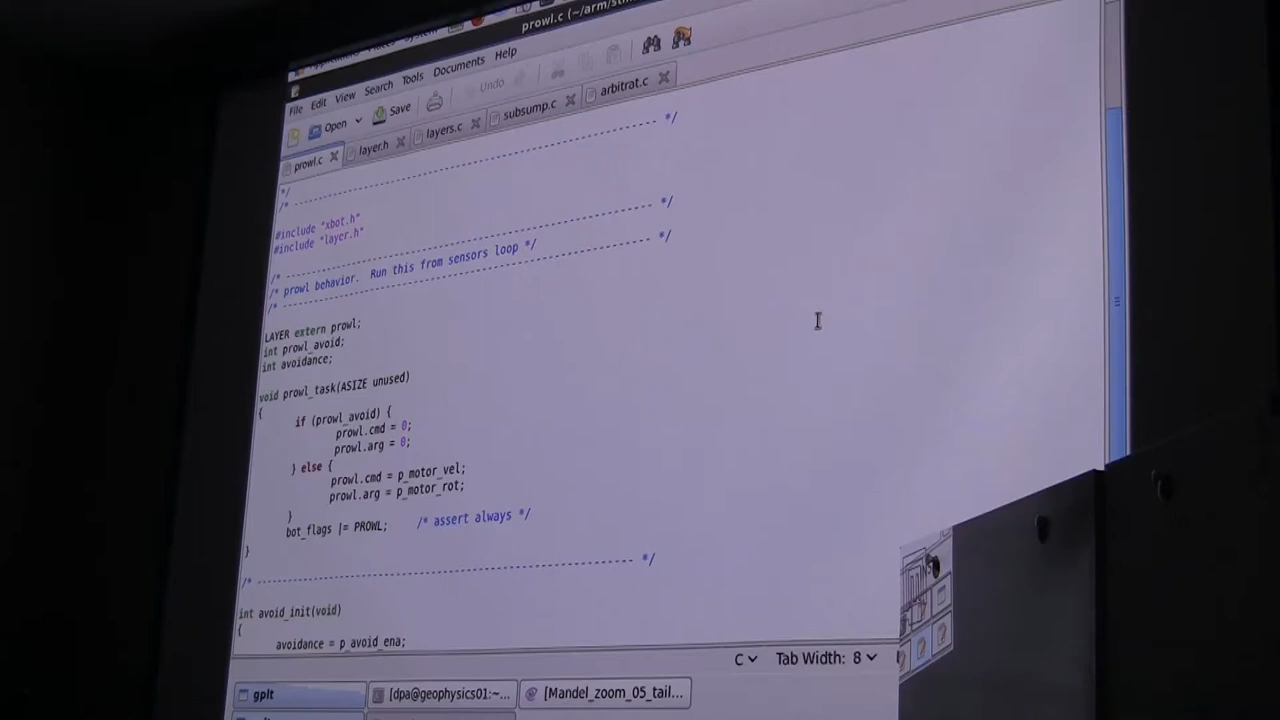 prowl.c (~/arm/
File Edit View Search Tools Documents Help
Open Save Undo
prowl.c layer.h layers.c subsump.c arbitrat.c
*/
/* ------------------------------------------------------- */
#include "xbot.h"
#include "layer.h"
/* ------------------------------------------------------- */
/* prowl behavior. Run this from sensors loop */
/* ------------------------------------------------------- */
LAYER extern prowl;
int prowl_avoid;
int avoidance;
void prowl_task(ASIZE unused)
{
if (prowl_avoid) {
prowl.cmd = 0;
prowl.arg = 0;
} else {
prowl.cmd = p_motor_vel;
prowl.arg = p_motor_rot;
}
bot_flags |= PROWL; /* assert always */
}
/* ------------------------------------------------------- */
int avoid_init(void)
{
avoidance = p_avoid_ena;
C Tab Width: 8
gplt [dpa@geophysics01:~... [Mandel_zoom_05_tail...